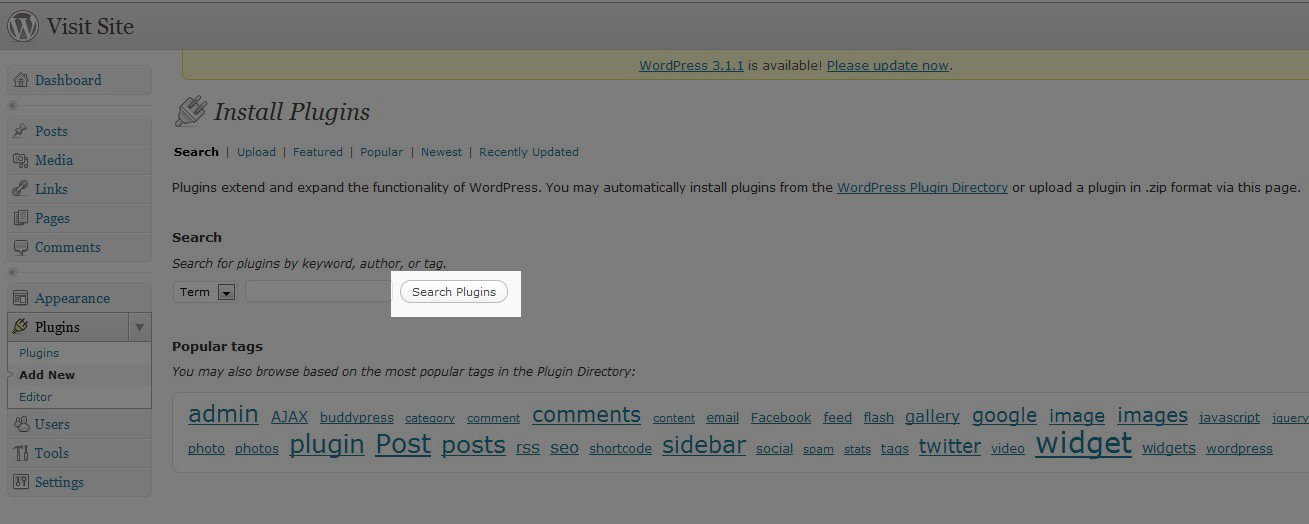 Visit Site
WordPress 3.1.1 is available! Please update now.
Dashboard
Posts
Media
Links
Pages
Comments
Appearance
Plugins
Plugins
Add New
Editor
Users
Tools
Settings
Install Plugins
Search | Upload | Featured | Popular | Newest | Recently Updated
Plugins extend and expand the functionality of WordPress. You may automatically install plugins from the WordPress Plugin Directory or upload a plugin in .zip format via this page.
Search
Search for plugins by keyword, author, or tag.
Term Search Plugins
Popular tags
You may also browse based on the most popular tags in the Plugin Directory:
admin AJAX buddypress category comment comments content email Facebook feed flash gallery google image images javascript jquery
photo photos plugin Post posts rss seo shortcode sidebar social spam stats tags twitter video widget widgets wordpress